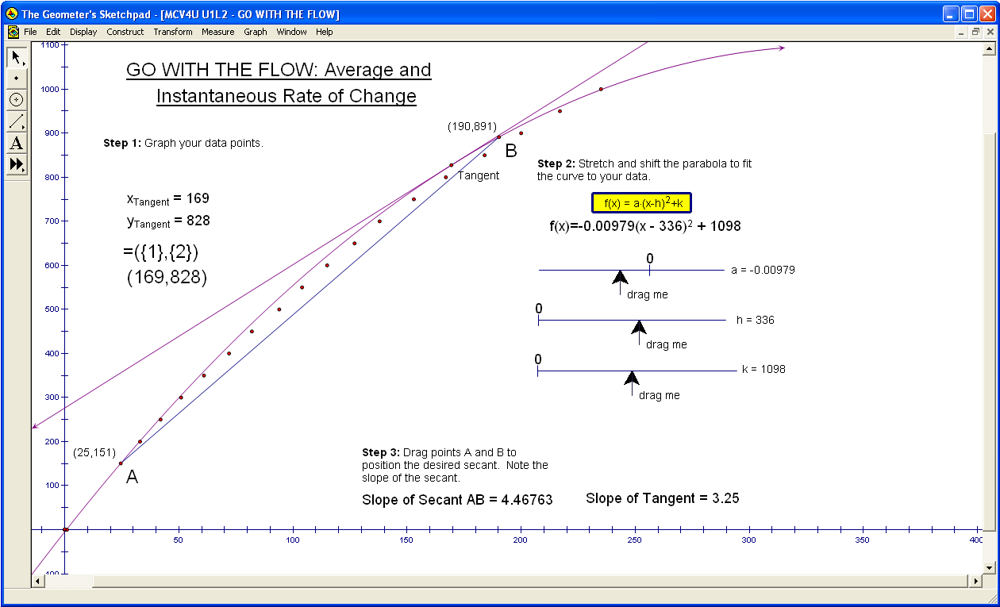 The Geometer's Sketchpad - [MCV4U U1L2 - GO WITH THE FLOW]
File Edit Display Construct Transform Measure Graph Window Help
A
GO WITH THE FLOW: Average and
Instantaneous Rate of Change
Step 1: Graph your data points.
xTangent = 169
yTangent = 828
=({1},{2})
(169,828)
(190,891)
B
Tangent
Step 2: Stretch and shift the parabola to fit
the curve to your data.
f(x) = a·(x-h)2+k
f(x)=-0.00979(x - 336)2 + 1098
0
a = -0.00979
drag me
0
h = 336
drag me
0
k = 1098
drag me
(25,151)
A
Step 3: Drag points A and B to
position the desired secant. Note the
slope of the secant.
Slope of Secant AB = 4.46763
Slope of Tangent = 3.25
1100
1000
900
800
700
600
500
400
300
200
100
50 100 150 200 250 300 350 400